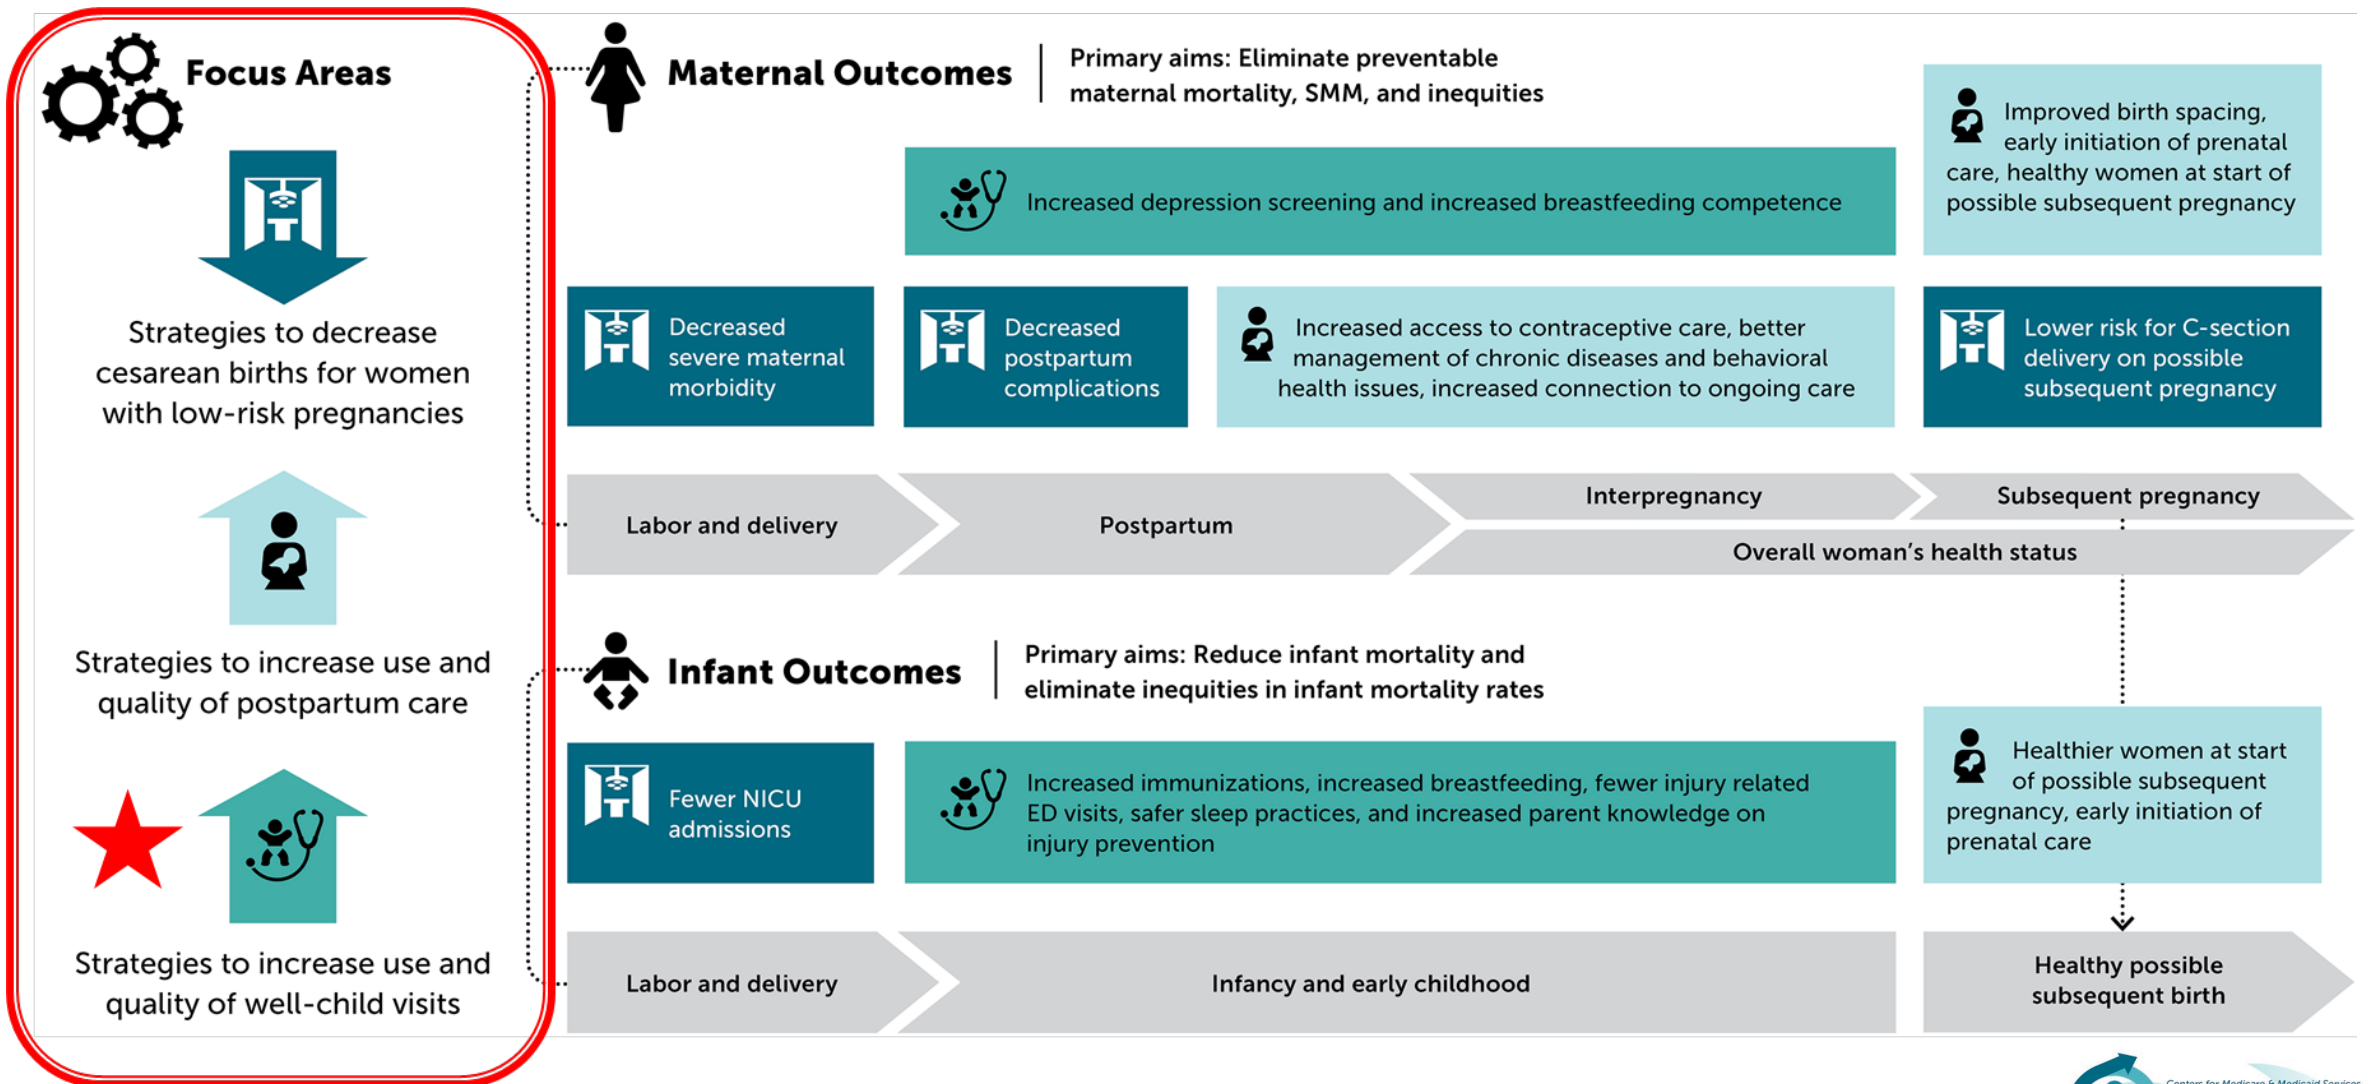 Focus Areas
Strategies to decrease
cesarean births for women
with low-risk pregnancies
Strategies to increase use and
quality of postpartum care
Strategies to increase use and
quality of well-child visits
Maternal Outcomes
Primary aims: Eliminate preventable
maternal mortality, SMM, and inequities
Increased depression screening and increased breastfeeding competence
Improved birth spacing,
early initiation of prenatal
care, healthy women at start of
possible subsequent pregnancy
Decreased
severe maternal
morbidity
Decreased
postpartum
complications
Increased access to contraceptive care, better
management of chronic diseases and behavioral
health issues, increased connection to ongoing care
Lower risk for C-section
delivery on possible
subsequent pregnancy
Labor and delivery
Postpartum
Interpregnancy
Subsequent pregnancy
Overall woman’s health status
Infant Outcomes
Primary aims: Reduce infant mortality and
eliminate inequities in infant mortality rates
Fewer NICU
admissions
Increased immunizations, increased breastfeeding, fewer injury related
ED visits, safer sleep practices, and increased parent knowledge on
injury prevention
Healthier women at start
of possible subsequent
pregnancy, early initiation of
prenatal care
Labor and delivery
Infancy and early childhood
Healthy possible
subsequent birth
Centers for Medicare & Medicaid Services